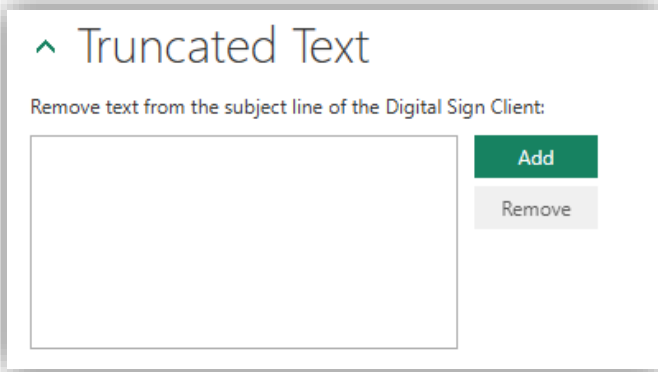 Truncated Text
Remove text from the subject line of the Digital Sign Client:
Add
Remove